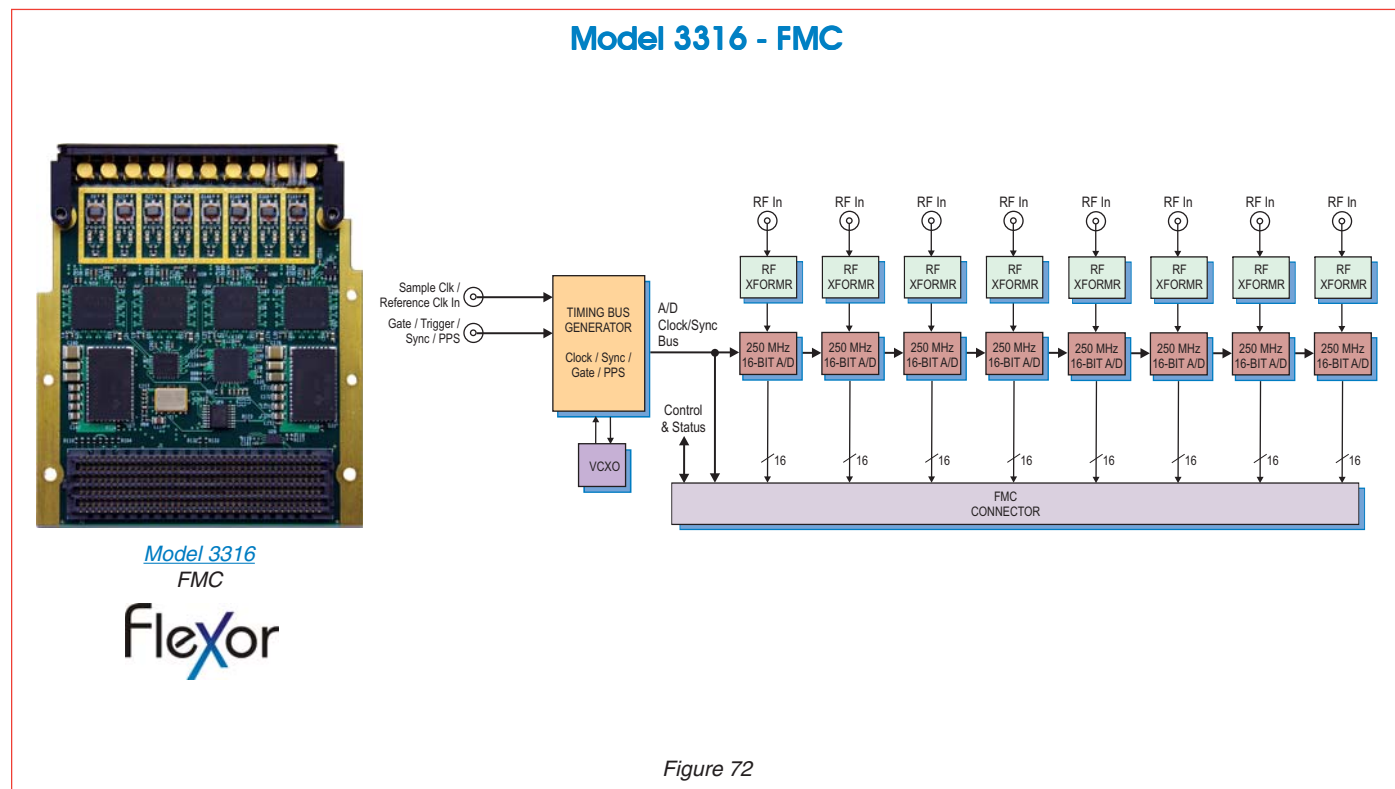 Model 3316 - FMC
Model 3316
FMC
FleXor
Sample Clk /
Reference Clk In
Gate / Trigger /
Sync / PPS
TIMING BUS
GENERATOR
Clock / Sync /
Gate / PPS
VCXO
A/D
Clock/Sync
Bus
Control
& Status
RF In
RF In
RF In
RF In
RF In
RF In
RF In
RF In
RF
XFORMR
RF
XFORMR
RF
XFORMR
RF
XFORMR
RF
XFORMR
RF
XFORMR
RF
XFORMR
RF
XFORMR
250 MHz
16-BIT A/D
250 MHz
16-BIT A/D
250 MHz
16-BIT A/D
250 MHz
16-BIT A/D
250 MHz
16-BIT A/D
250 MHz
16-BIT A/D
250 MHz
16-BIT A/D
250 MHz
16-BIT A/D
16
16
16
16
16
16
16
16
FMC
CONNECTOR
Figure 72